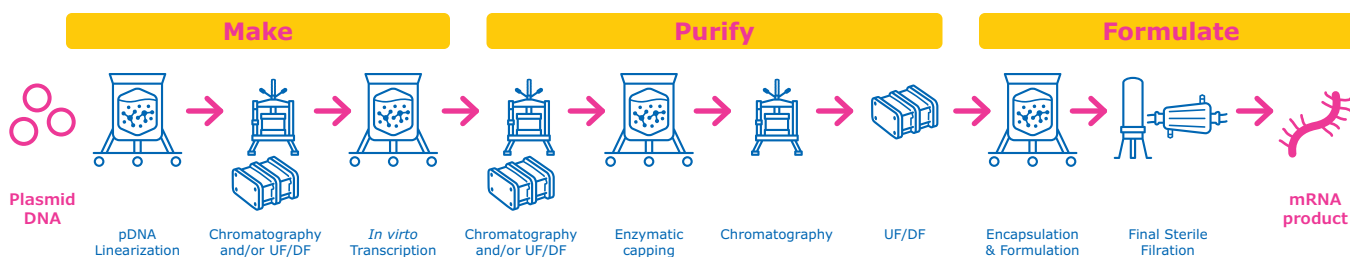 Make
Purify
Formulate
Plasmid
DNA
pDNA
Linearization
Chromatography
and/or UF/DF
In virto
Transcription
Chromatography
and/or UF/DF
Enzymatic
capping
Chromatography
UF/DF
Encapsulation
& Formulation
Final Sterile
Filration
mRNA
product